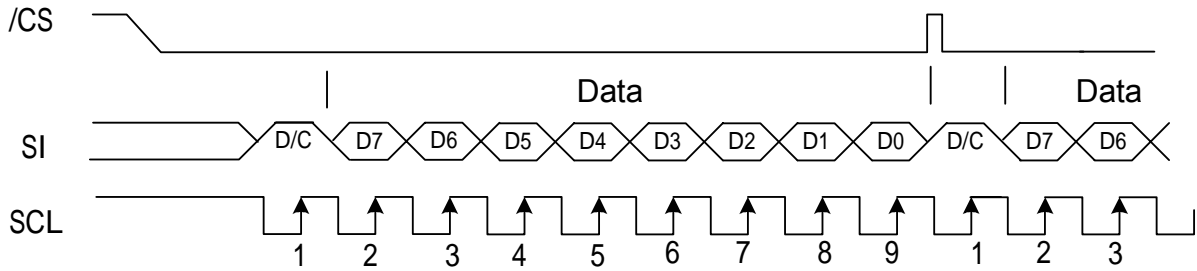 /CS
Data Data
SI D/C D7 D6 D5 D4 D3 D2 D1 D0 D/C D7 D6
SCL
1 2 3 4 5 6 7 8 9 1 2 3